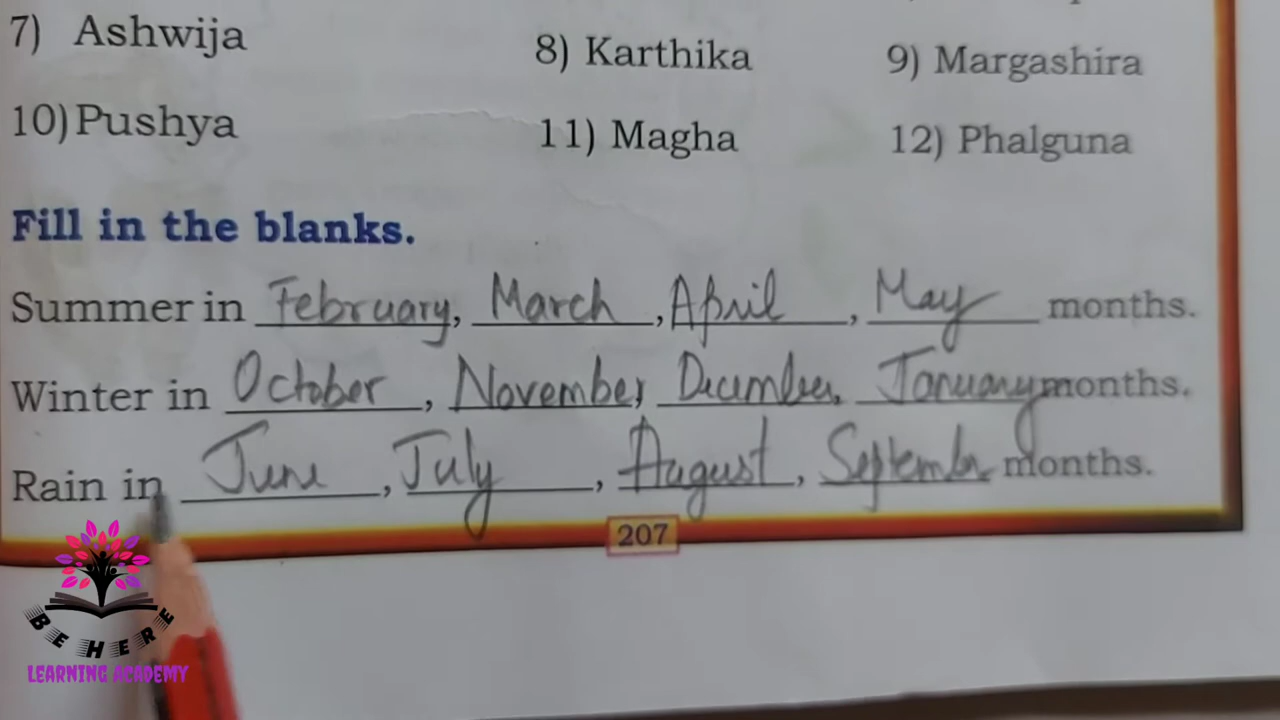 7) Ashwija 8) Karthika 9) Margashira
10) Pushya 11) Magha 12) Phalguna
Fill in the blanks.
Summer in February, March, April, May months.
Winter in October, November, December, January months.
Rain in June, July, August, September months.
207
BE HERE
LEARNING ACADEMY